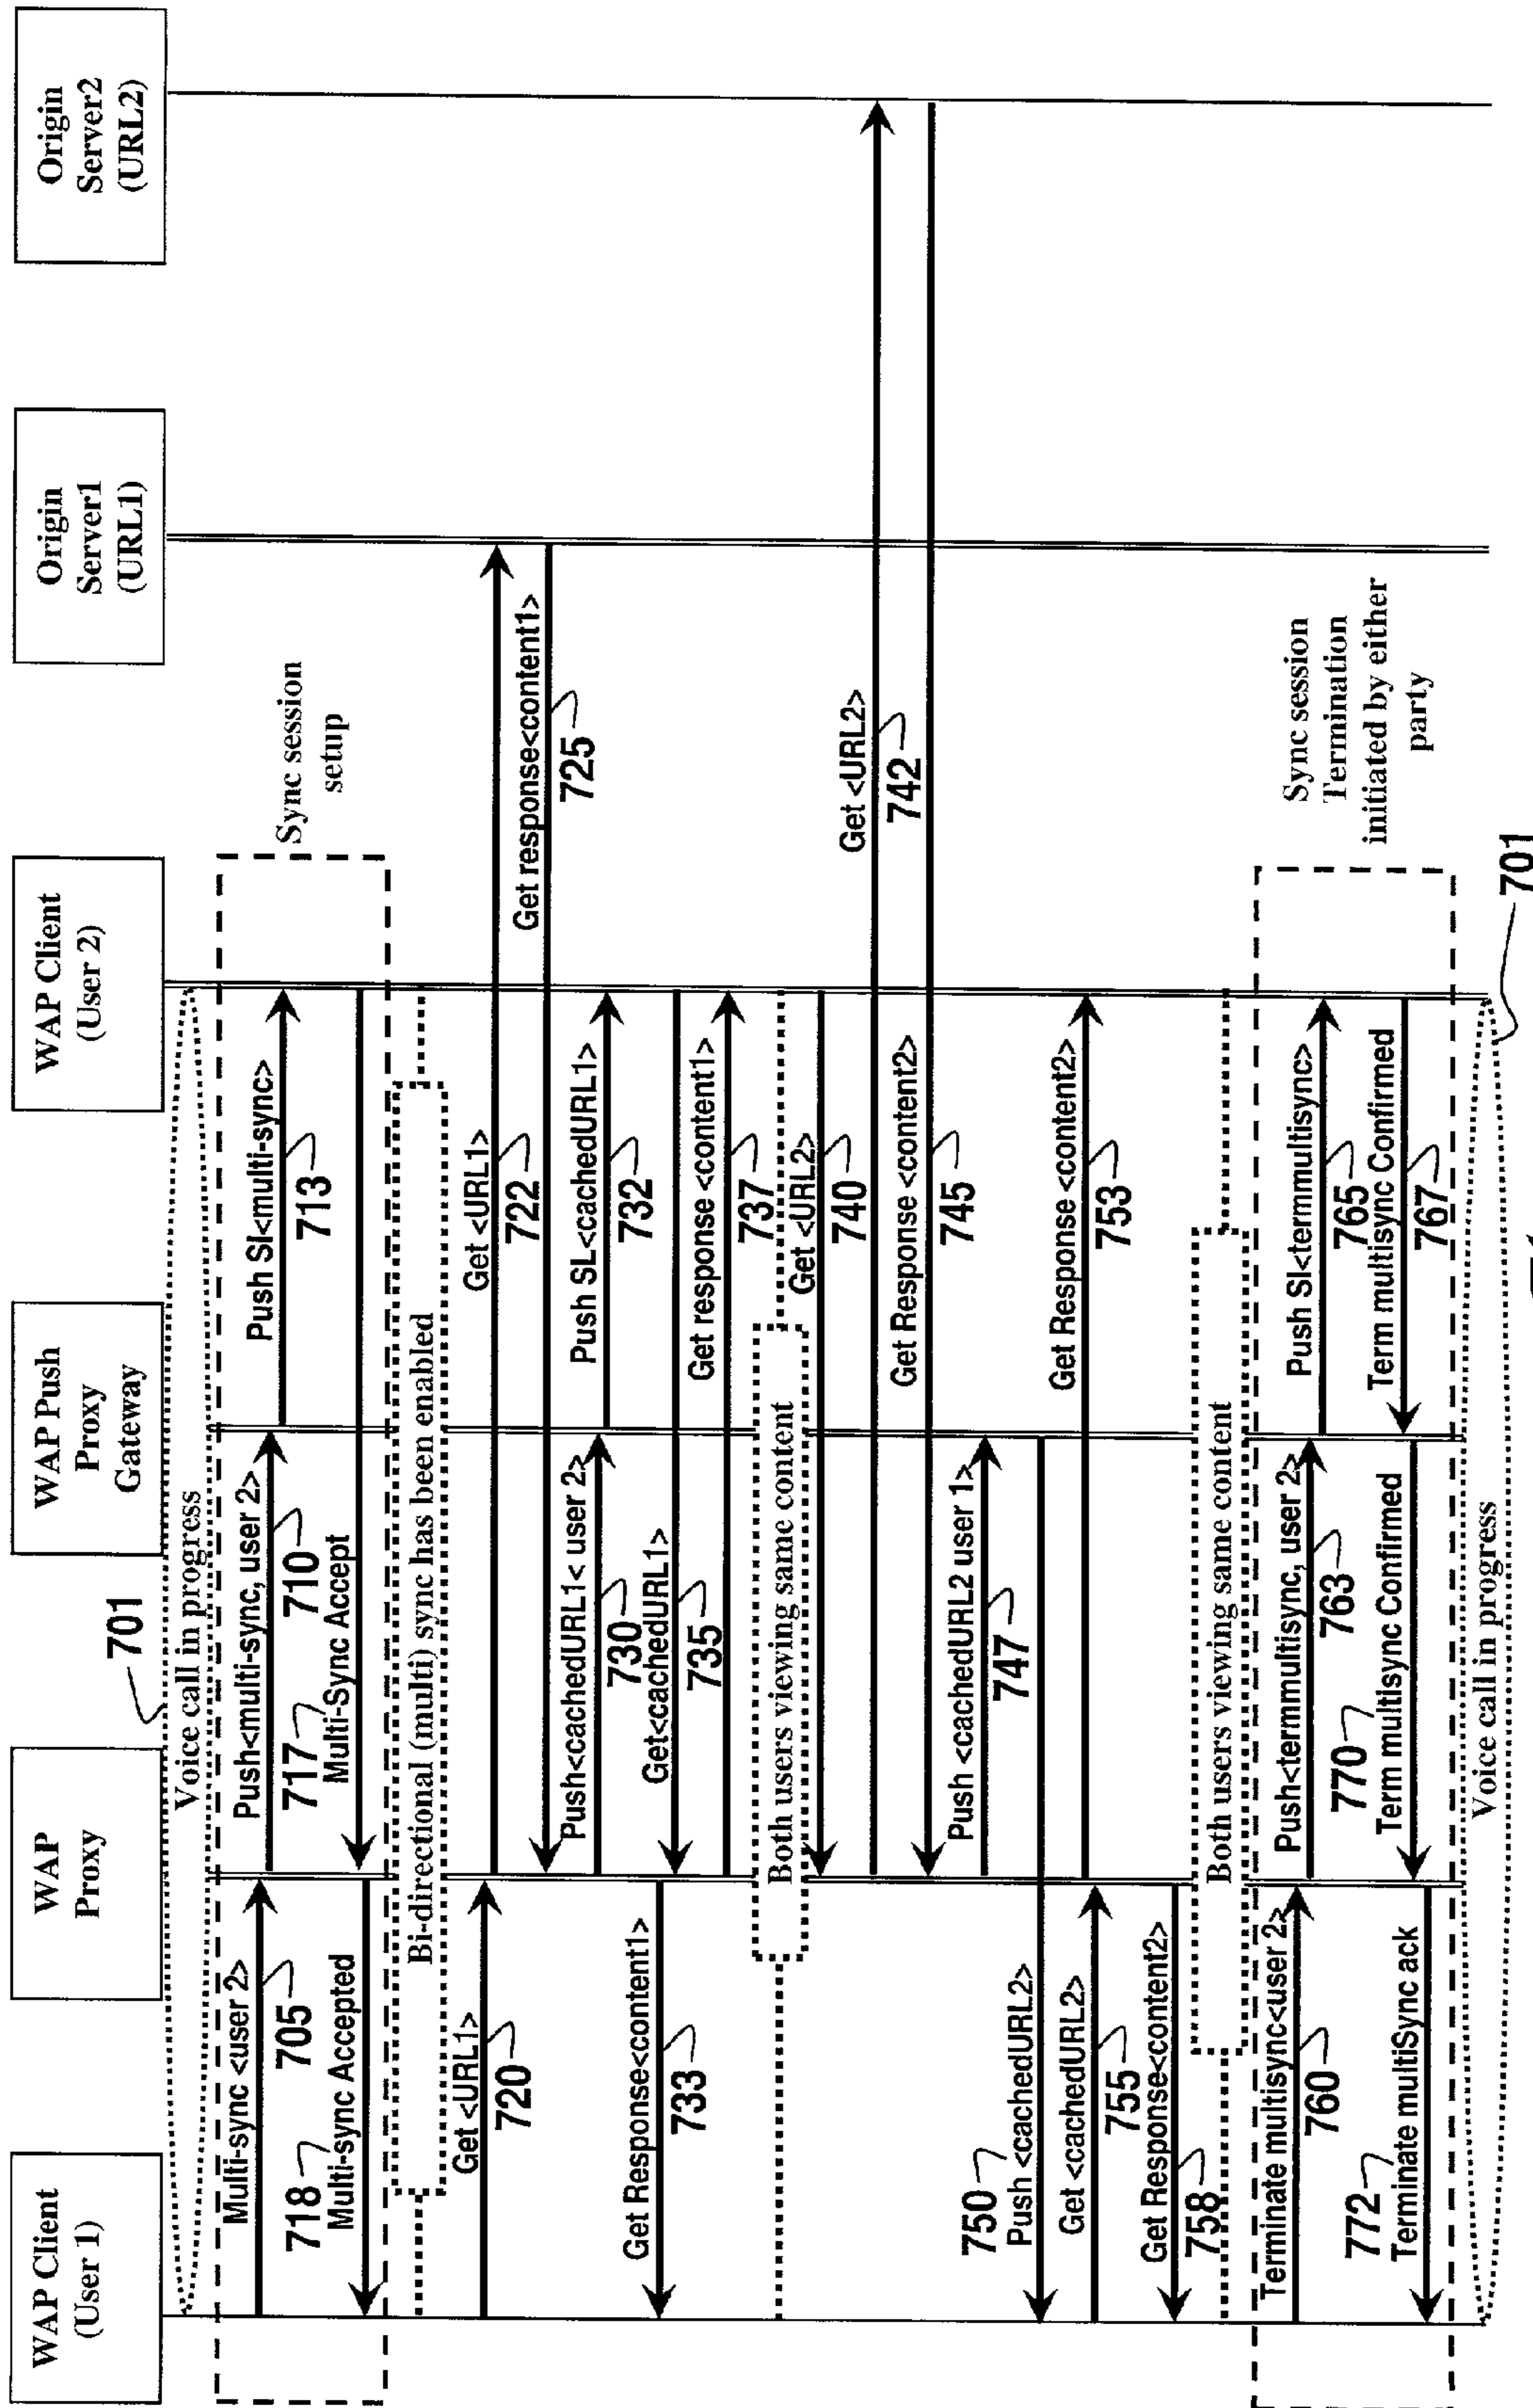 WAP Client
(User 1)
WAP
Proxy
WAP Push
Proxy
Gateway
WAP Client
(User 2)
Origin
Server1
(URL1)
Origin
Server2
(URL2)
701
Voice call in progress
Sync session
setup
Multi-sync <user 2>
705
Push<multi-sync, user 2>
710
Push SI<multi-sync>
713
717
Multi-Sync Accept
718
Multi-sync Accepted
Bi-directional (multi) sync has been enabled
Get <URL1>
720
Get <URL1>
722
Get response<content1>
725
Push<cachedURL1< user 2>
730
Push SL<cachedURL1>
732
Get Response<content1>
733
Get<cachedURL1>
735
Get response <content1>
737
Both users viewing same content
Get <URL2>
740
Get <URL2>
742
Get Response <content2>
745
Push <cachedURL2 user 1>
747
750
Push <cachedURL2>
Get Response <content2>
753
Get <cachedURL2>
755
Get Response<content2>
758
Both users viewing same content
Sync session
Termination
initiated by either
party
Terminate multisync<user 2>
760
Push<termmultisync, user 2>
763
Push SI<termmultisync>
765
Term multisync Confirmed
767
770
Term multisync Confirmed
772
Terminate multiSync ack
Voice call in progress
701